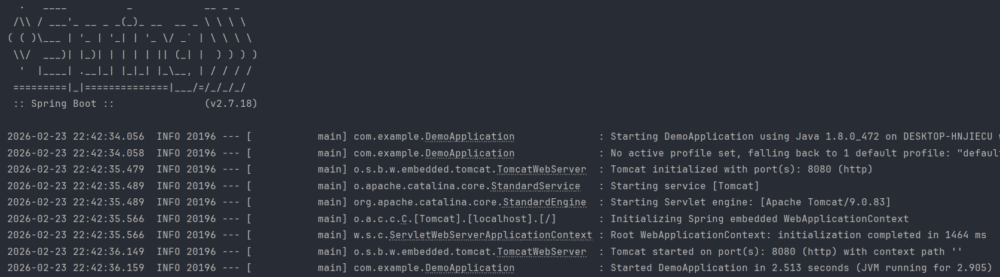 .   ____          _            __ _ _
 /\\ / ___'_ __ _ _(_)_ __  __ _ \ \ \ \
( ( )\___ | '_ | '_| | '_ \/ _` | \ \ \ \
 \\/  ___)| |_)| | | | | || (_| |  ) ) ) )
  '  |____| .__|_| |_|_| |_\__, | / / / /
 =========|_|==============|___/=/_/_/_/
 :: Spring Boot ::               (v2.7.18)

2026-02-23 22:42:34.056  INFO 20196 --- [           main] com.example.DemoApplication              : Starting DemoApplication using Java 1.8.0_472 on DESKTOP-HNJIECU
2026-02-23 22:42:34.058  INFO 20196 --- [           main] com.example.DemoApplication              : No active profile set, falling back to 1 default profile: "default
2026-02-23 22:42:35.479  INFO 20196 --- [           main] o.s.b.w.embedded.tomcat.TomcatWebServer  : Tomcat initialized with port(s): 8080 (http)
2026-02-23 22:42:35.489  INFO 20196 --- [           main] o.apache.catalina.core.StandardService   : Starting service [Tomcat]
2026-02-23 22:42:35.489  INFO 20196 --- [           main] org.apache.catalina.core.StandardEngine  : Starting Servlet engine: [Apache Tomcat/9.0.83]
2026-02-23 22:42:35.566  INFO 20196 --- [           main] o.a.c.c.C.[Tomcat].[localhost].[/]       : Initializing Spring embedded WebApplicationContext
2026-02-23 22:42:35.566  INFO 20196 --- [           main] w.s.c.ServletWebServerApplicationContext : Root WebApplicationContext: initialization completed in 1464 ms
2026-02-23 22:42:36.149  INFO 20196 --- [           main] o.s.b.w.embedded.tomcat.TomcatWebServer  : Tomcat started on port(s): 8080 (http) with context path ''
2026-02-23 22:42:36.159  INFO 20196 --- [           main] com.example.DemoApplication              : Started DemoApplication in 2.513 seconds (JVM running for 2.905)